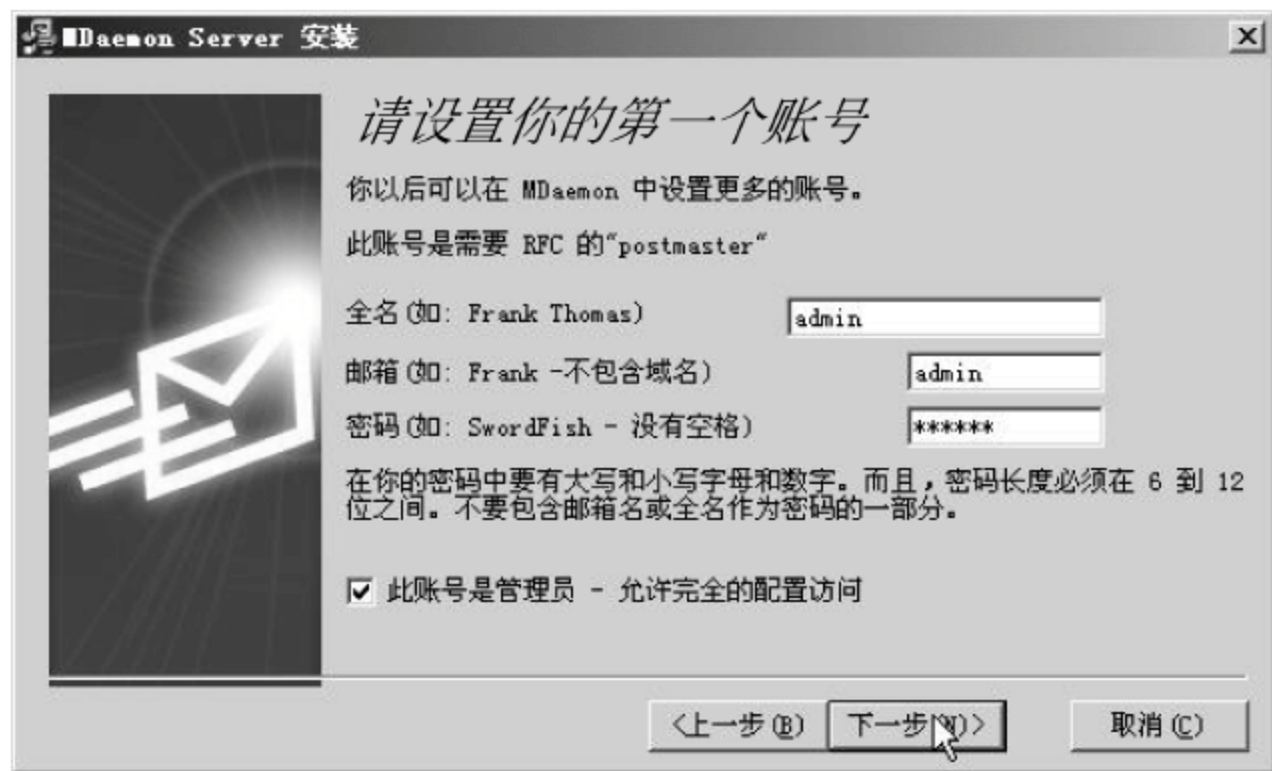 MDaemon Server 安装
请设置你的第一个账号
你以后可以在 MDaemon 中设置更多的账号。
此账号是需要 RFC 的"postmaster"
全名(如: Frank Thomas) admin
邮箱(如: Frank -不包含域名) admin
密码(如: SwordFish - 没有空格) ******
在你的密码中要有大写和小写字母和数字。而且，密码长度必须在 6 到 12
位之间。不要包含邮箱名或全名作为密码的一部分。
此账号是管理员 - 允许完全的配置访问
<上一步(B) 下一步(N)> 取消(C)